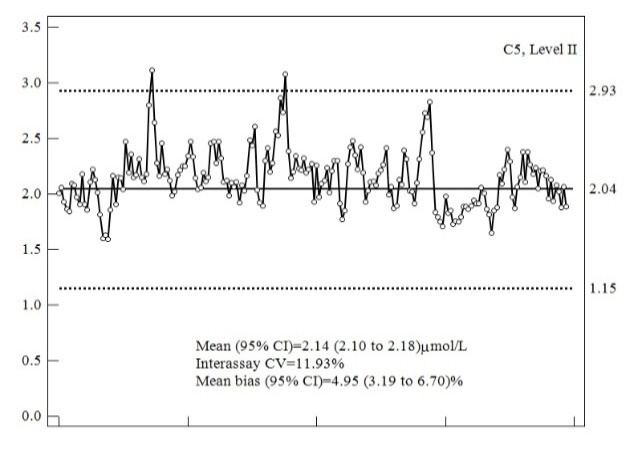 3.5
C5, Level II
3.0
2.93
2.5
2.0
2.04
1.5
1.15
1.0
Mean (95% CI)=2.14 (2.10 to 2.18)μmol/L
Interassay CV=11.93%
0.5
Mean bias (95% CI)=4.95 (3.19 to 6.70)%
0.0